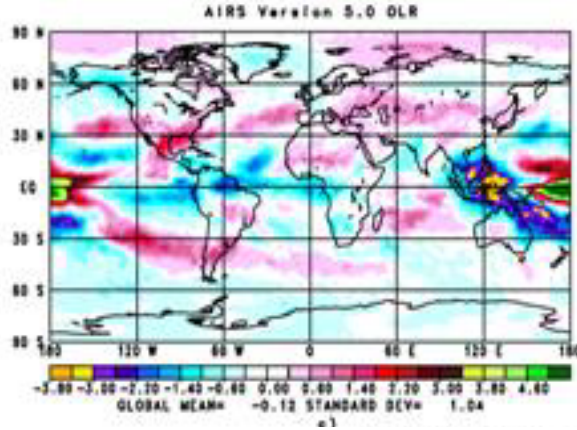 AIRS Version 5.0 OLR
90 N
60 N
30 N
EQ
30 S
60 S
90 S
180 120 W 60 W 0 60 E 120 E 180
-3.80 -3.00 -2.20 -1.40 -0.60 0.00 0.60 1.40 2.20 3.00 3.80 4.60
GLOBAL MEAN= -0.12 STANDARD DEV= 1.04
c)